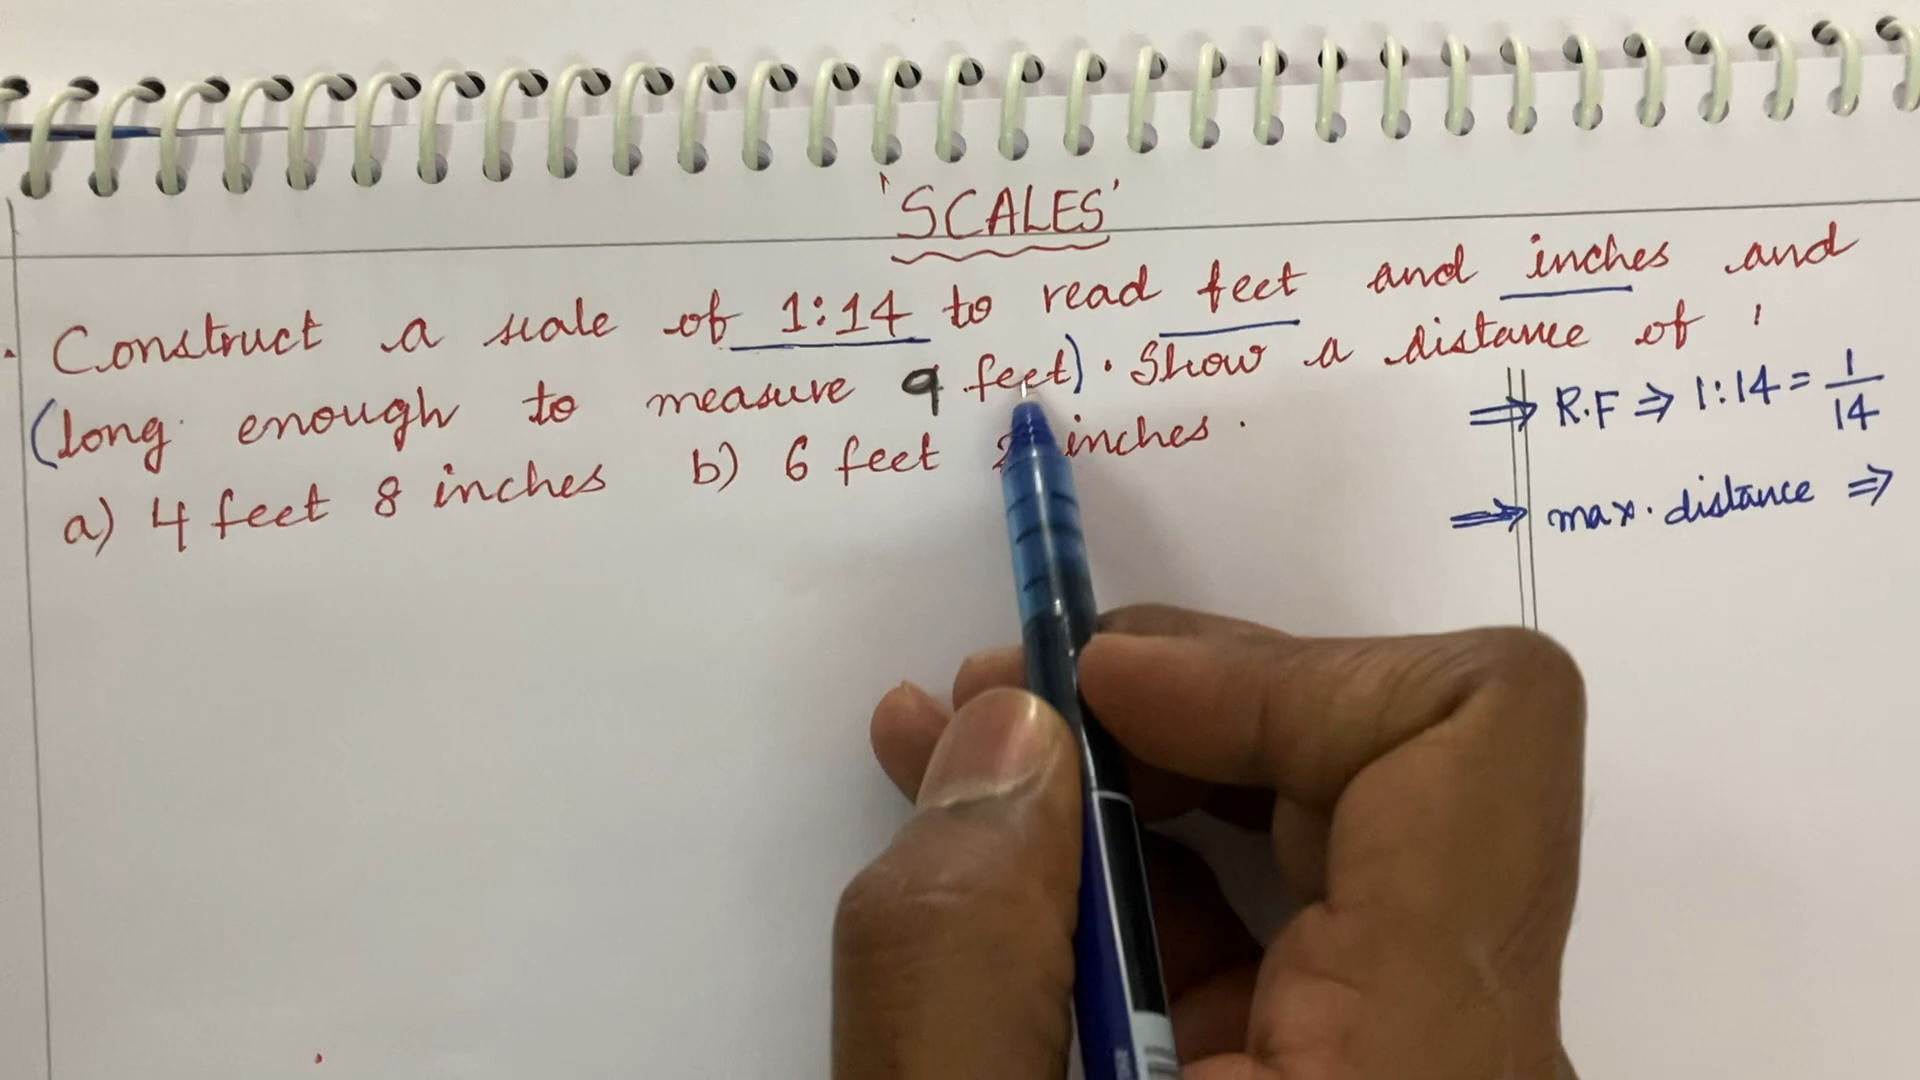 'SCALES'
Construct a scale of 1:14 to read feet and inches and
(long enough to measure 9 feet). Show a distance of
a) 4 feet 8 inches b) 6 feet inches.
⇒ R.F ⇒ 1:14 = 1/14
⇒ max. distance ⇒